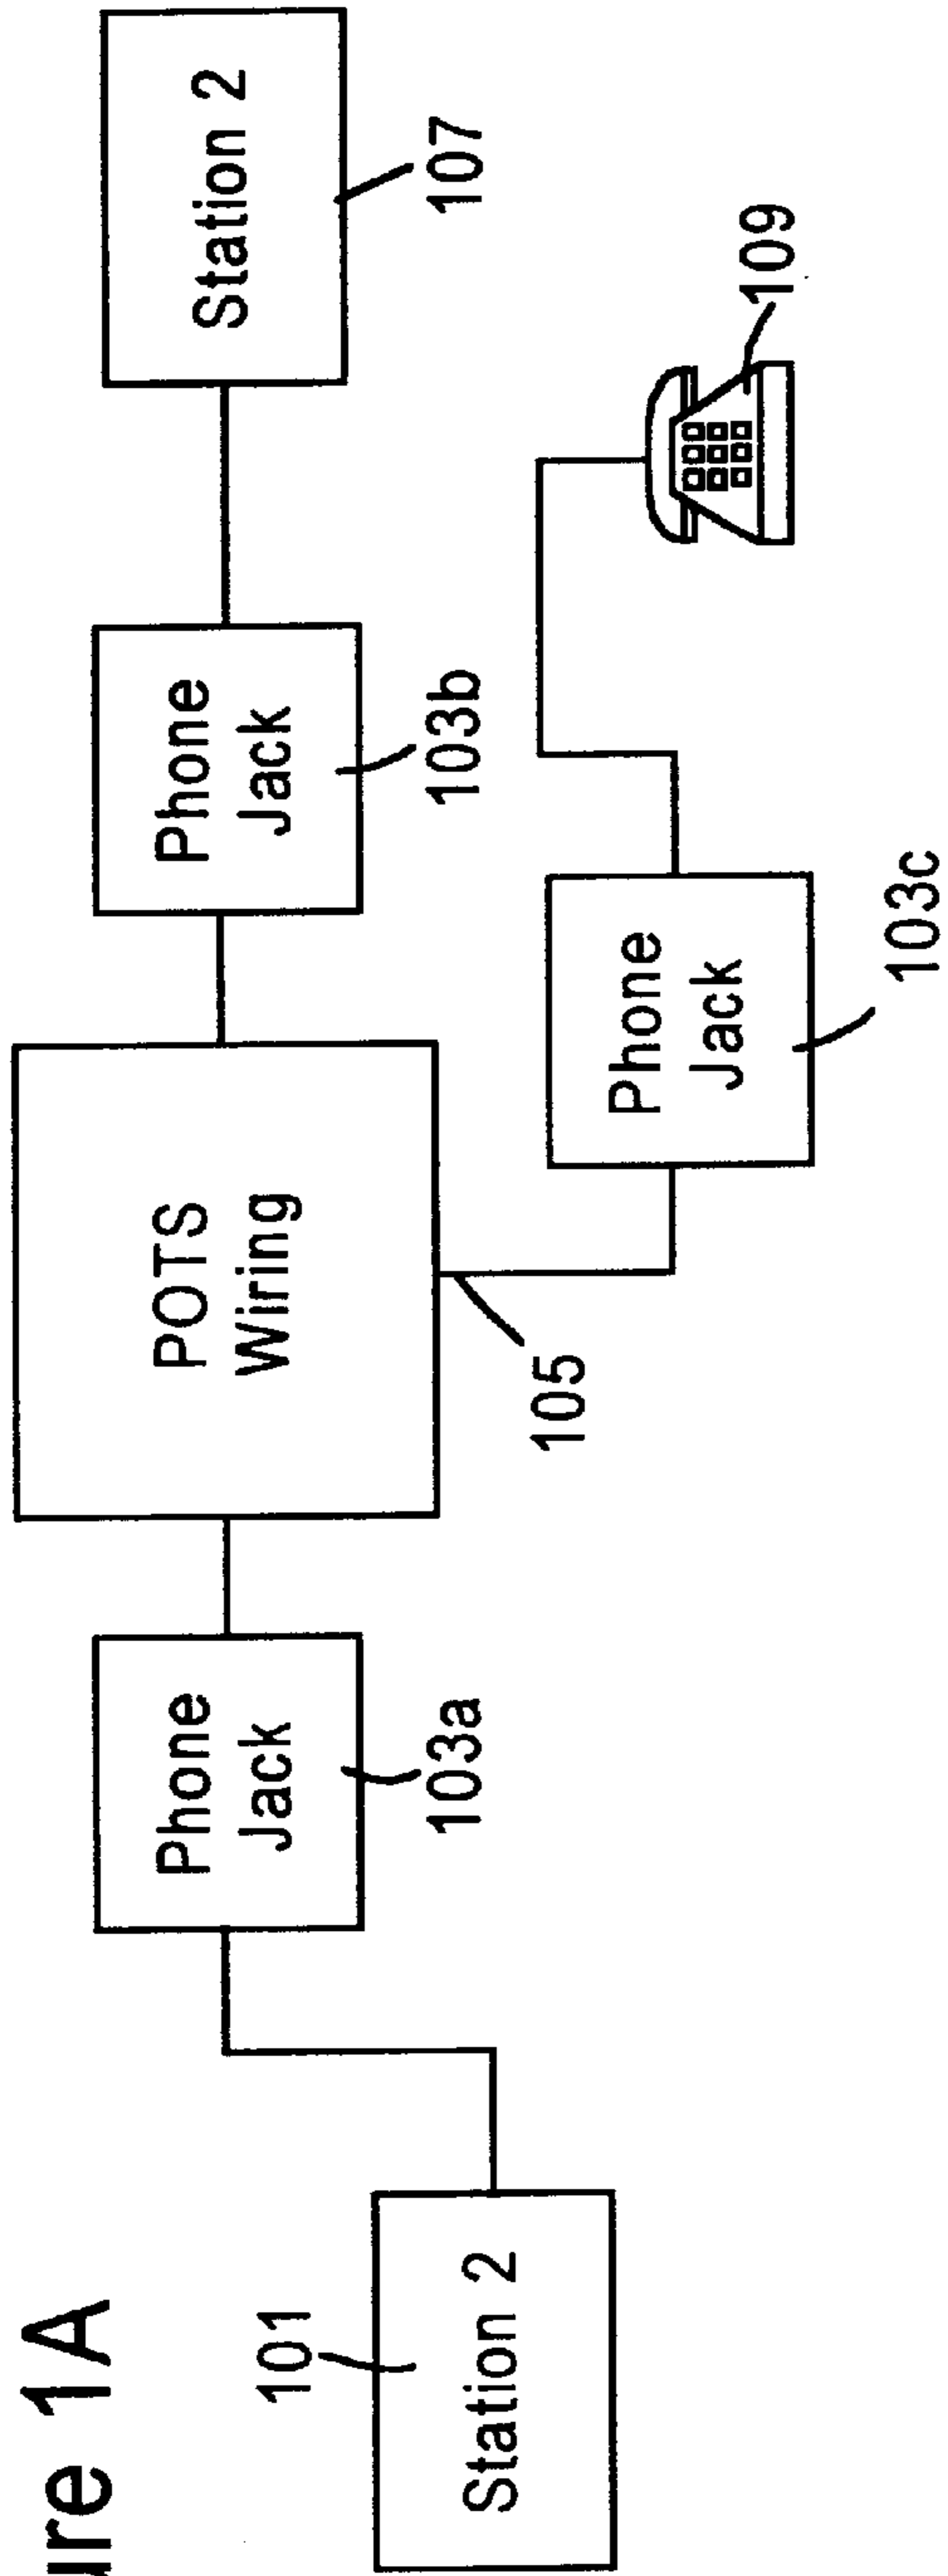 ure 1A
101
Station 2
Phone
Jack
103a
POTS
Wiring
105
Phone
Jack
103b
Phone
Jack
103c
Station 2
107
109